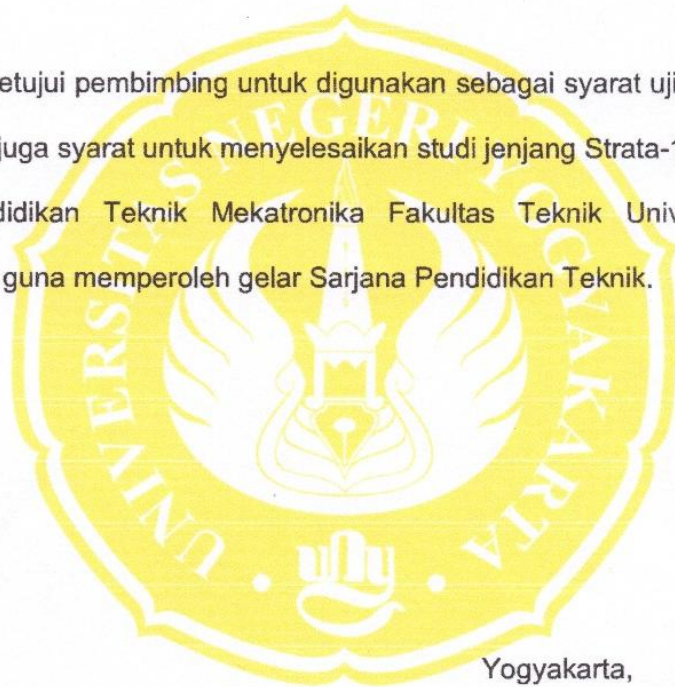 etujui pembimbing untuk digunakan sebagai syarat uji
juga syarat untuk menyelesaikan studi jenjang Strata-1
didikan Teknik Mekatronika Fakultas Teknik Univ
guna memperoleh gelar Sarjana Pendidikan Teknik.
UNIVERSITAS NEGERI YOGYAKARTA
uny
Yogyakarta,